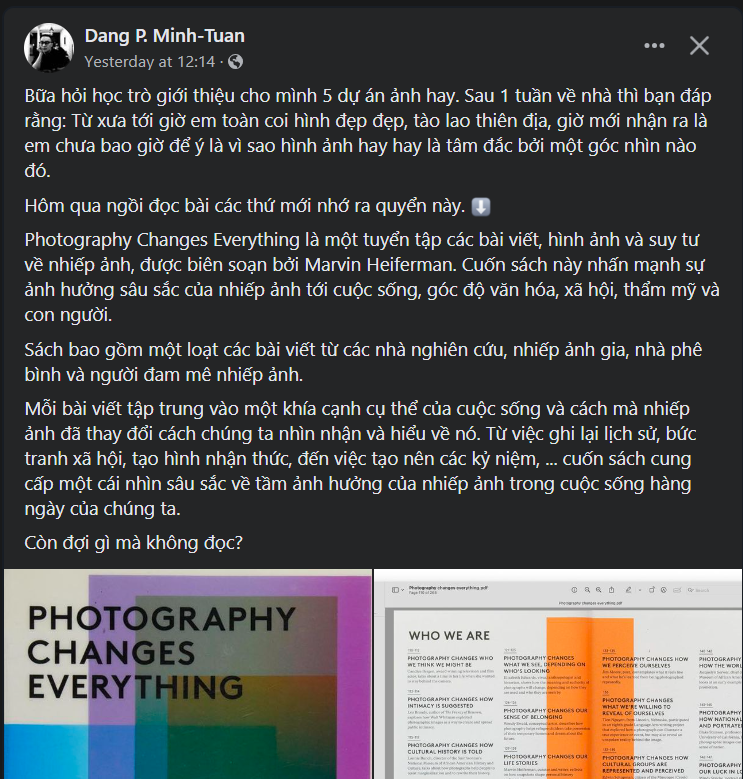 Dang P. Minh-Tuan
Yesterday at 12:14 ·
Bữa hỏi học trò giới thiệu cho mình 5 dự án ảnh hay. Sau 1 tuần về nhà thì bạn đáp
rằng: Từ xưa tới giờ em toàn coi hình đẹp đẹp, tào lao thiên địa, giờ mới nhận ra là
em chưa bao giờ để ý là vì sao hình ảnh hay hay là tâm đắc bởi một góc nhìn nào
đó.
Hôm qua ngồi đọc bài các thứ mới nhớ ra quyển này. ⬇️
Photography Changes Everything là một tuyển tập các bài viết, hình ảnh và suy tư
về nhiếp ảnh, được biên soạn bởi Marvin Heiferman. Cuốn sách này nhấn mạnh sự
ảnh hưởng sâu sắc của nhiếp ảnh tới cuộc sống, góc độ văn hóa, xã hội, thẩm mỹ và
con người.
Sách bao gồm một loạt các bài viết từ các nhà nghiên cứu, nhiếp ảnh gia, nhà phê
bình và người đam mê nhiếp ảnh.
Mỗi bài viết tập trung vào một khía cạnh cụ thể của cuộc sống và cách mà nhiếp
ảnh đã thay đổi cách chúng ta nhìn nhận và hiểu về nó. Từ việc ghi lại lịch sử, bức
tranh xã hội, tạo hình nhận thức, đến việc tạo nên các kỷ niệm, ... cuốn sách cung
cấp một cái nhìn sâu sắc về tầm ảnh hưởng của nhiếp ảnh trong cuộc sống hàng
ngày của chúng ta.
Còn đợi gì mà không đọc?
PHOTOGRAPHY
CHANGES
EVERYTHING
Photography changes everything.pdf
Photography changes everything.pdf
WHO WE ARE
PHOTOGRAPHY CHANGES WHO
WE THINK WE MIGHT BE
PHOTOGRAPHY CHANGES HOW
INTIMACY IS SUGGESTED
PHOTOGRAPHY CHANGES HOW
CULTURAL HISTORY IS TOLD
PHOTOGRAPHY CHANGES
WHAT WE SEE, DEPENDING ON
WHO'S LOOKING
PHOTOGRAPHY CHANGES OUR
SENSE OF BELONGING
PHOTOGRAPHY CHANGES OUR
LIFE STORIES
PHOTOGRAPHY CHANGES HOW
WE PERCEIVE OURSELVES
PHOTOGRAPHY CHANGES
WHAT WE'RE WILLING TO
REVEAL OF OURSELVES
PHOTOGRAPHY CHANGES HOW
CULTURAL GROUPS ARE
REPRESENTED AND PERCEIVED
PHOTOGR
HOW THE WORL
PHOTOGR
HOW NATIONAL
AND PORTRAYE
PHOTOGR
OUR LUCK IN L